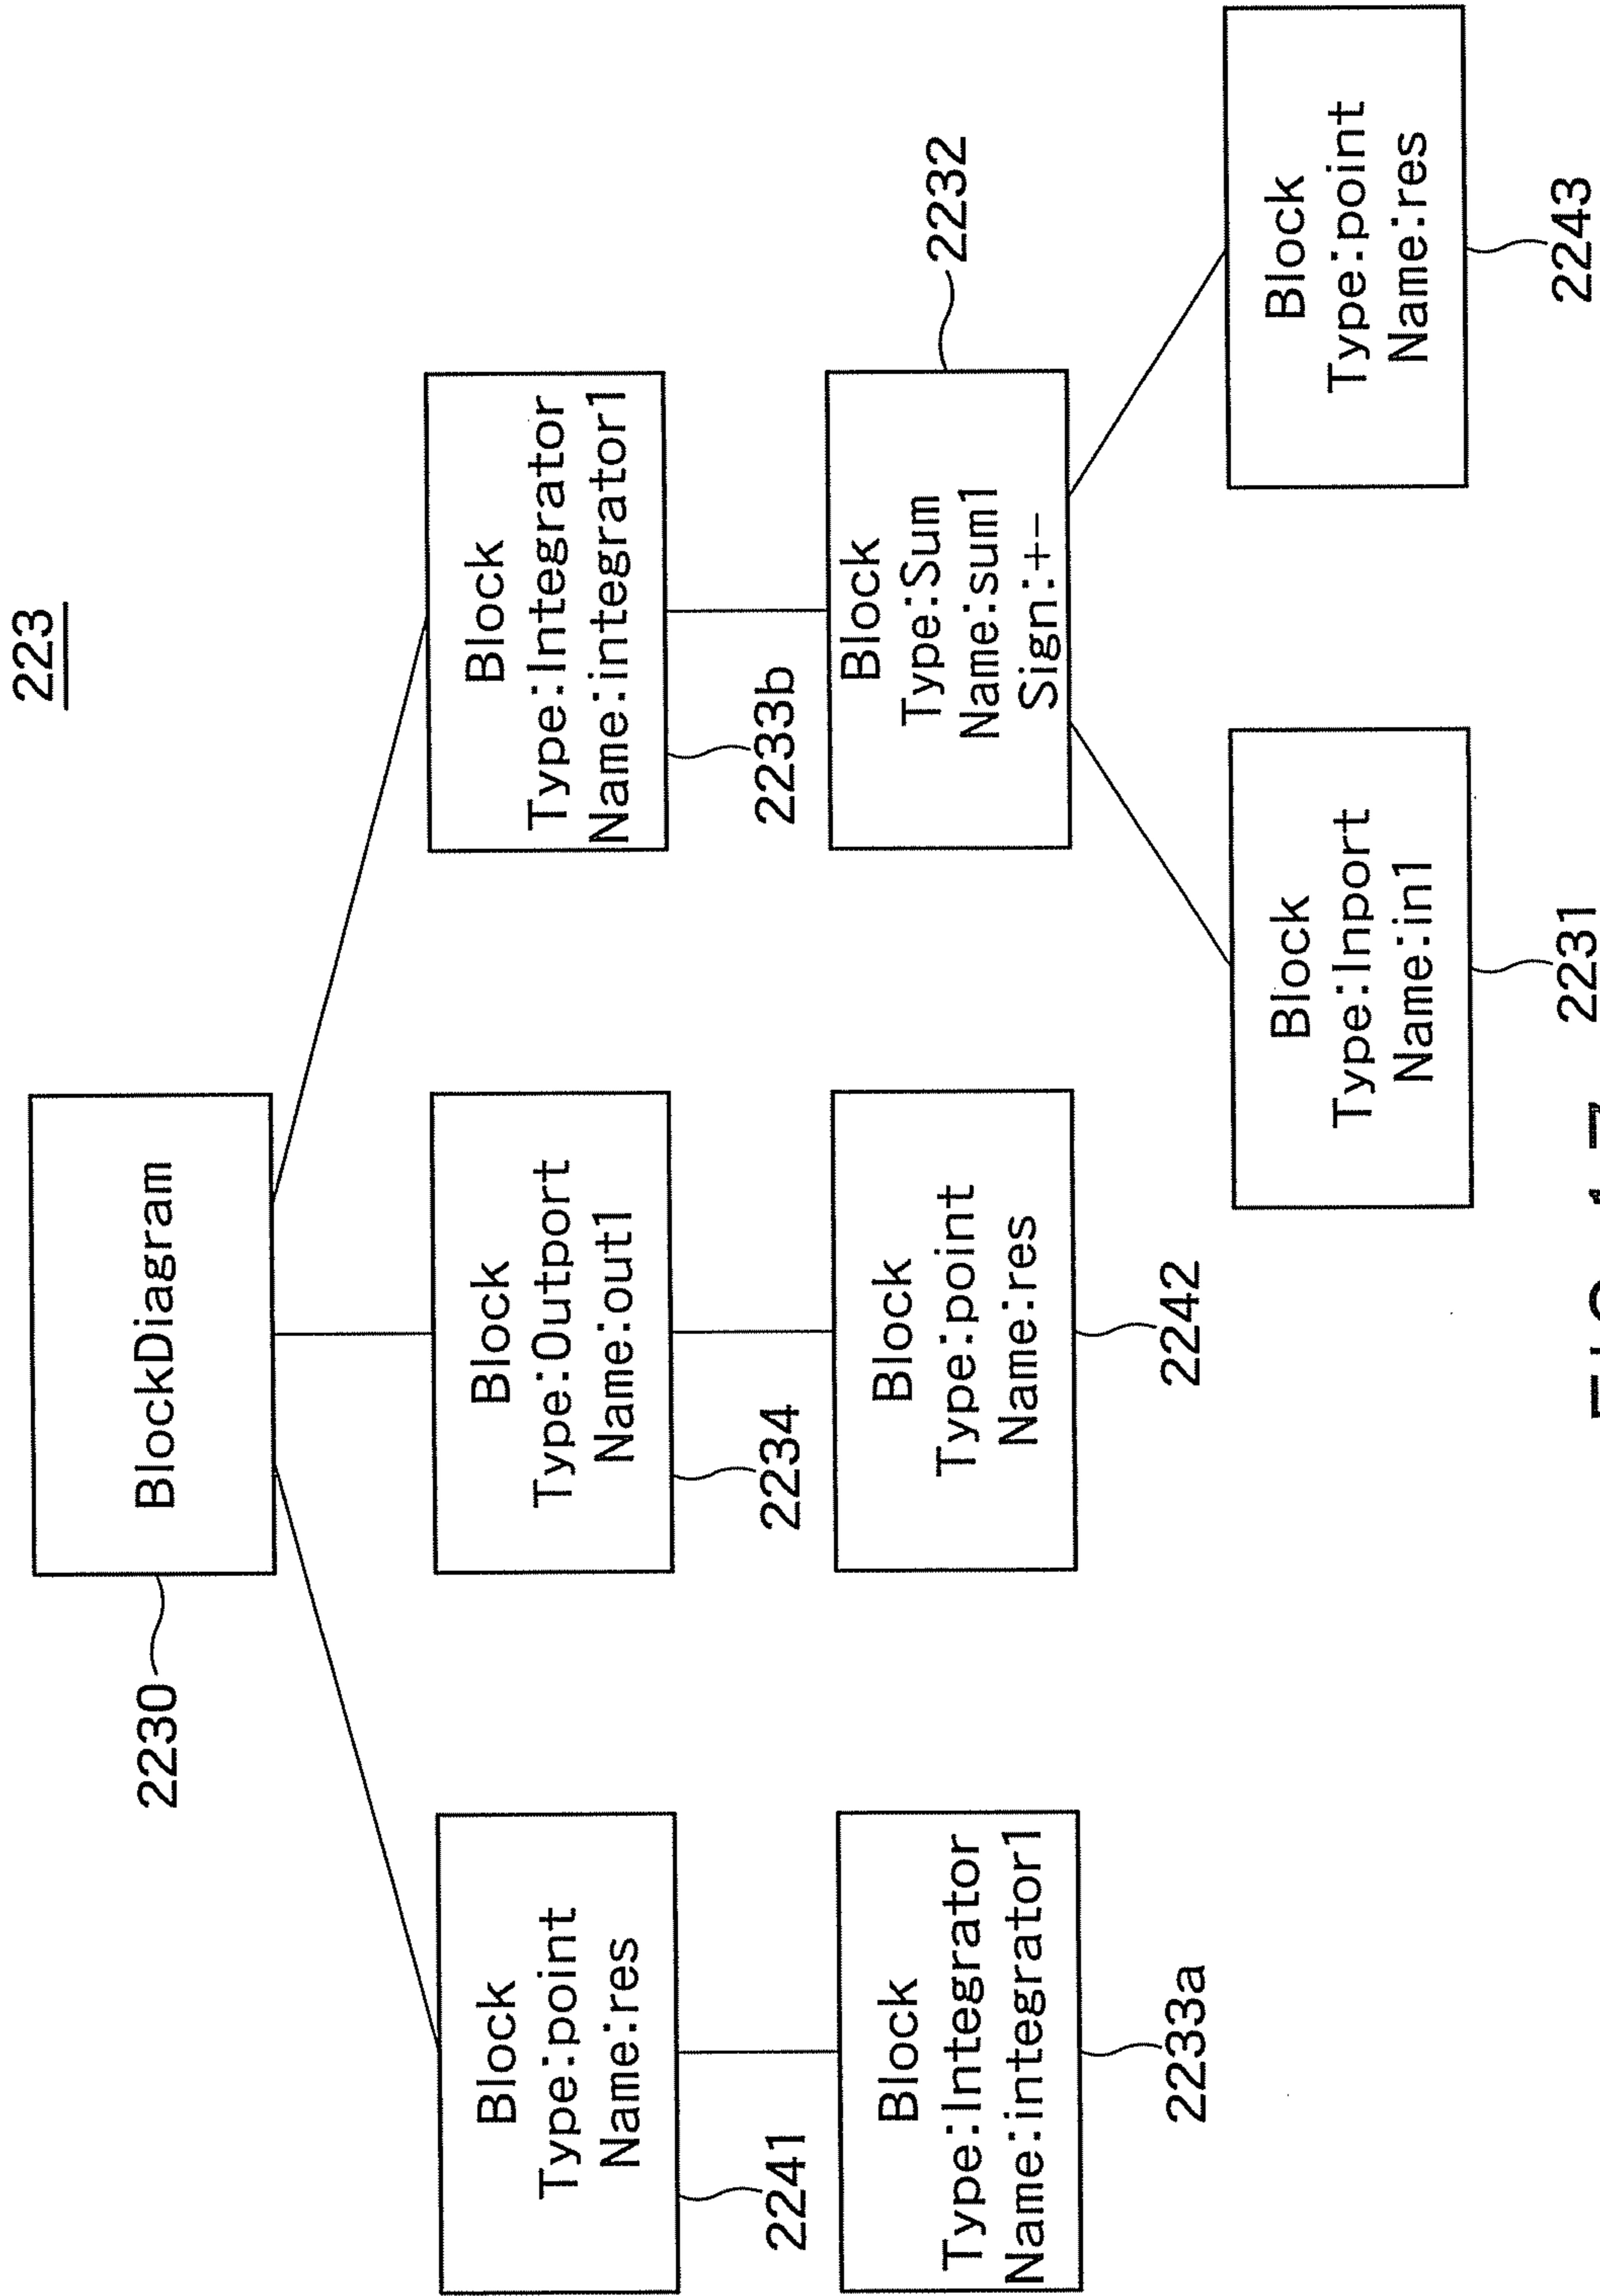 223
BlockDiagram
2230
Block
Type:point
Name:res
2241
Block
Type:Outport
Name:out1
2234
Block
Type:Integrator
Name:integrator1
2233b
Block
Type:Integrator
Name:integrator1
2233a
Block
Type:point
Name:res
2242
Block
Type:Sum
Name:sum1
Sign:+-
2232
Block
Type:Inport
Name:in1
2231
Block
Type:point
Name:res
2243